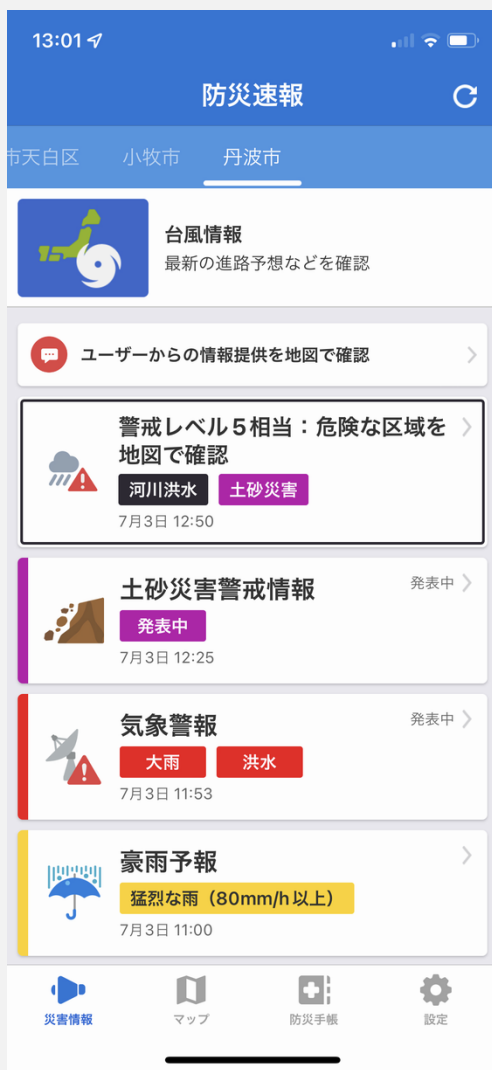 13:01
防災速報
市天白区 小牧市 丹波市
台風情報
最新の進路予想などを確認
ユーザーからの情報提供を地図で確認
警戒レベル5相当：危険な区域を
地図で確認
河川洪水 土砂災害
7月3日 12:50
土砂災害警戒情報 発表中
発表中
7月3日 12:25
気象警報 発表中
大雨 洪水
7月3日 11:53
豪雨予報
猛烈な雨（80mm/h以上）
7月3日 11:00
災害情報 マップ 防災手帳 設定